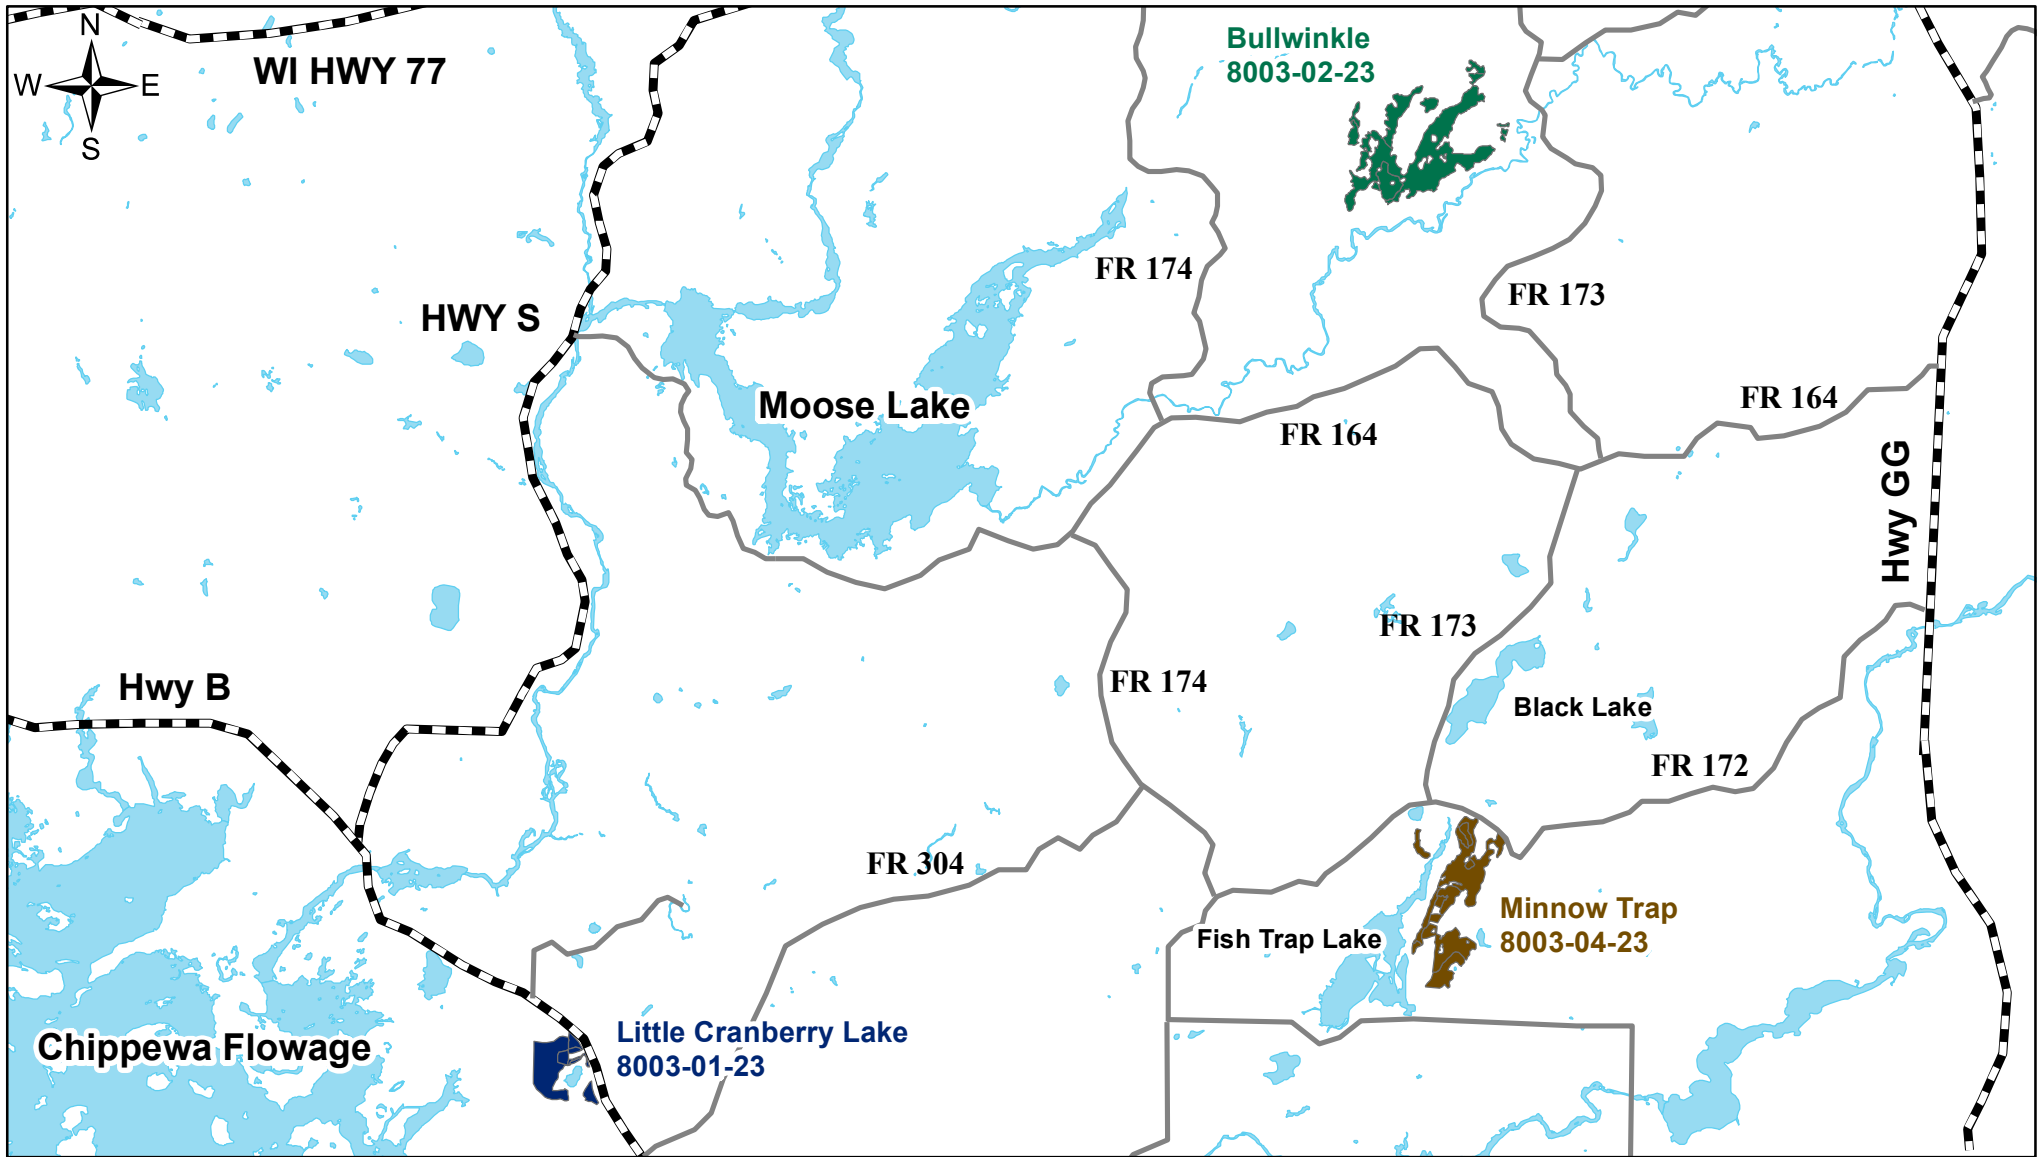 N
W
E
S
WI HWY 77
Bullwinkle
8003-02-23
FR 174
FR 173
HWY S
Moose Lake
FR 164
FR 164
Hwy GG
FR 173
FR 174
Hwy B
Black Lake
FR 172
FR 304
Minnow Trap
8003-04-23
Fish Trap Lake
Little Cranberry Lake
8003-01-23
Chippewa Flowage